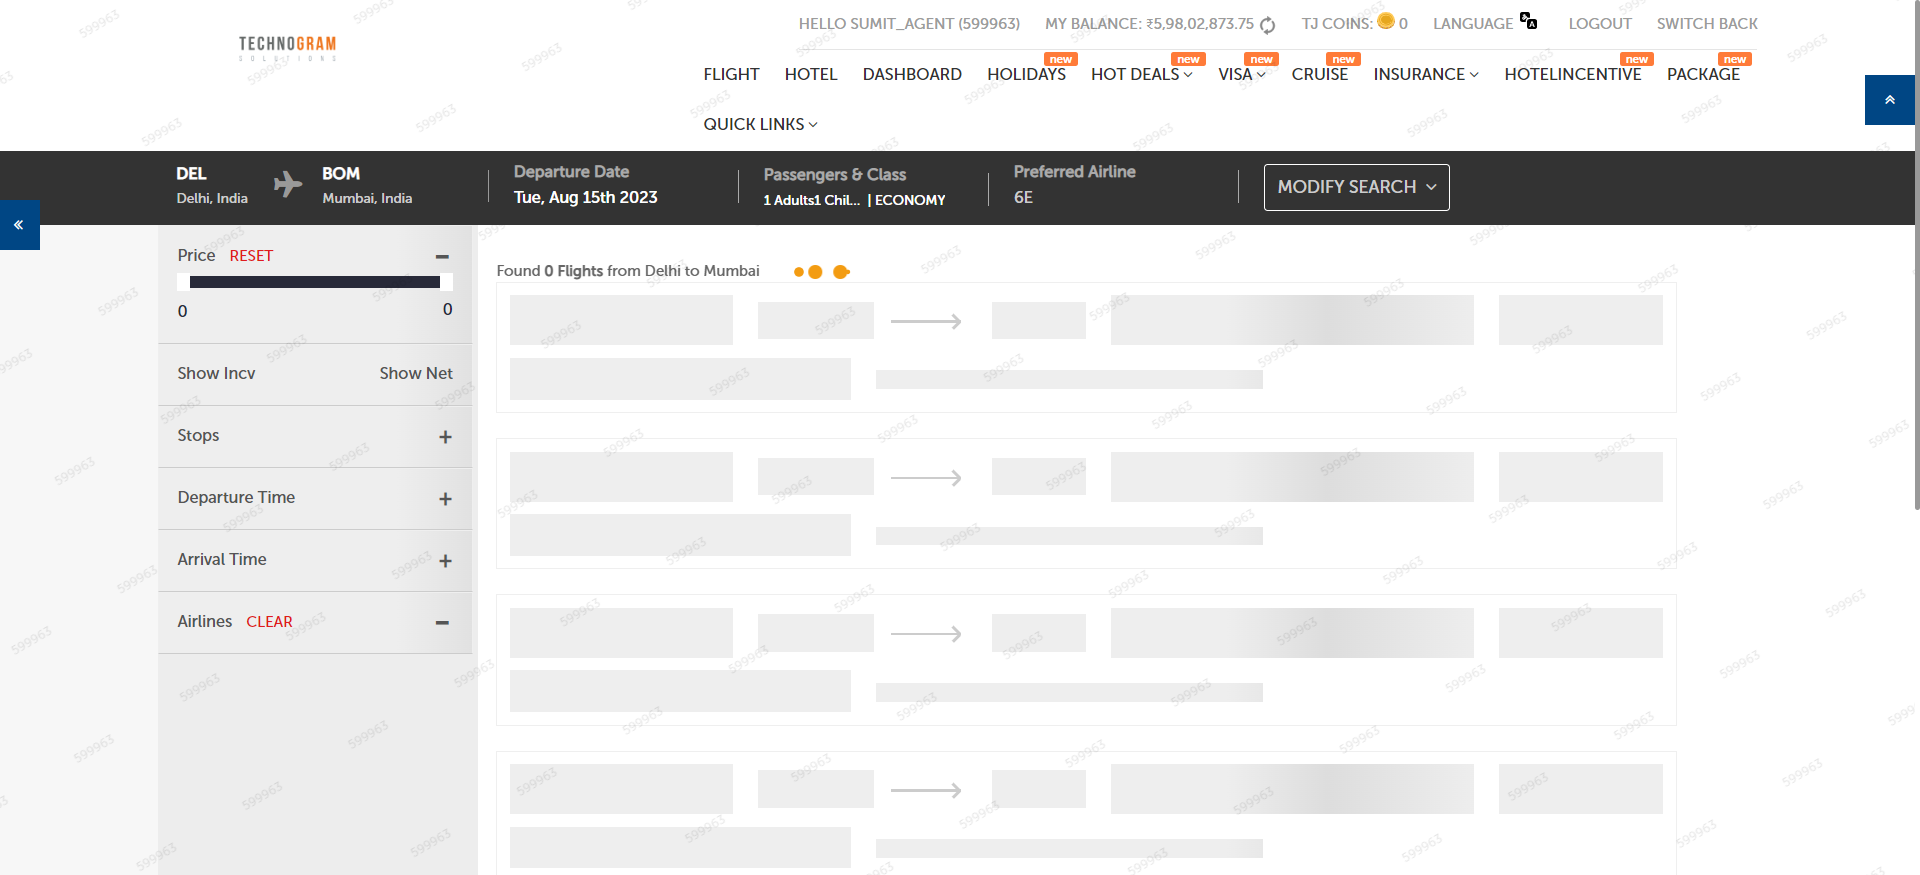 HELLO SUMIT_AGENT (599963) MY BALANCE: ₹5,98,02,873.75 TJ COINS: 0 LANGUAGE LOGOUT SWITCH BACK
TECHNOGRAM
SOLUTIONS
new new new new new new
FLIGHT HOTEL DASHBOARD HOLIDAYS HOT DEALS VISA CRUISE INSURANCE HOTELINCENTIVE PACKAGE
QUICK LINKS
DEL BOM Departure Date Passengers & Class Preferred Airline MODIFY SEARCH
Delhi, India Mumbai, India Tue, Aug 15th 2023 1 Adults1 Chil... | ECONOMY 6E
Price RESET
0 0
Show Incv Show Net
Stops
Departure Time
Arrival Time
Airlines CLEAR
Found 0 Flights from Delhi to Mumbai
599963